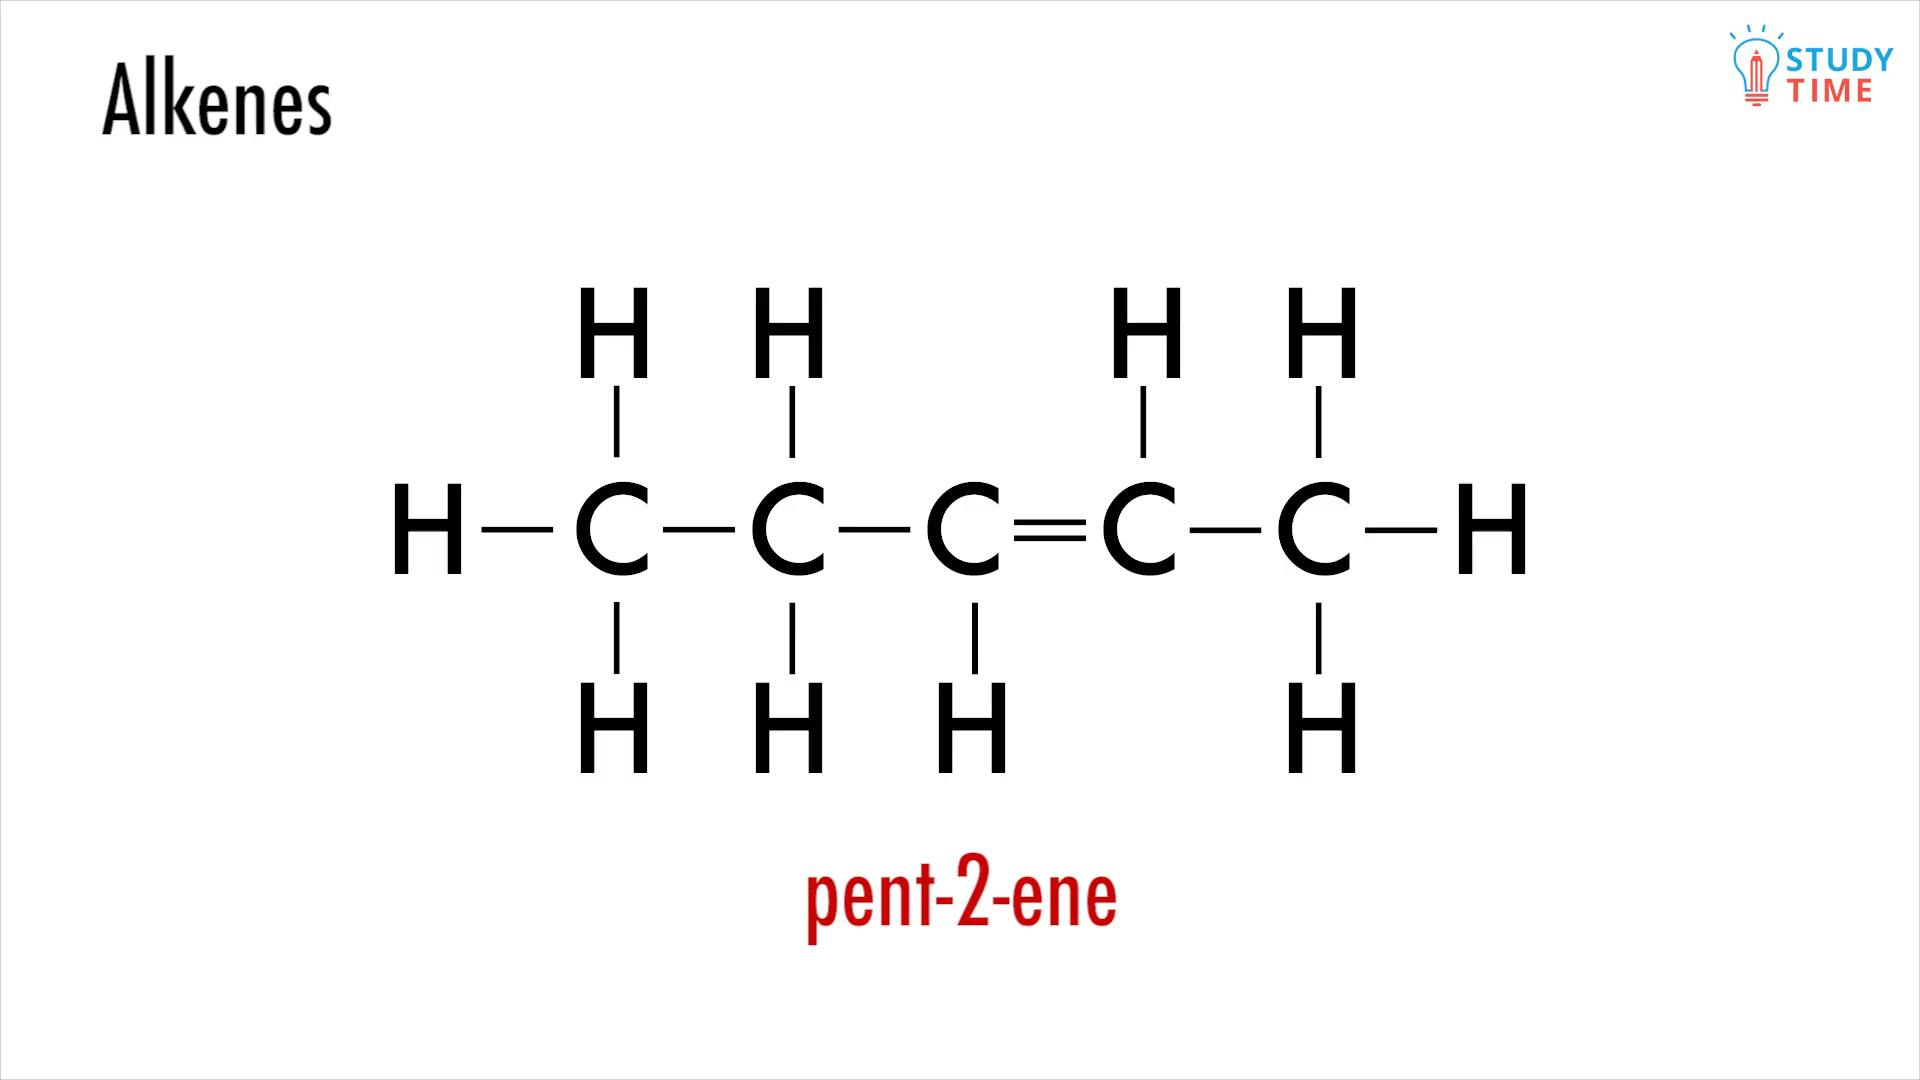 Alkenes
STUDY
TIME
H H H H
H—C—C—C=C—C—H
H H H H
pent-2-ene